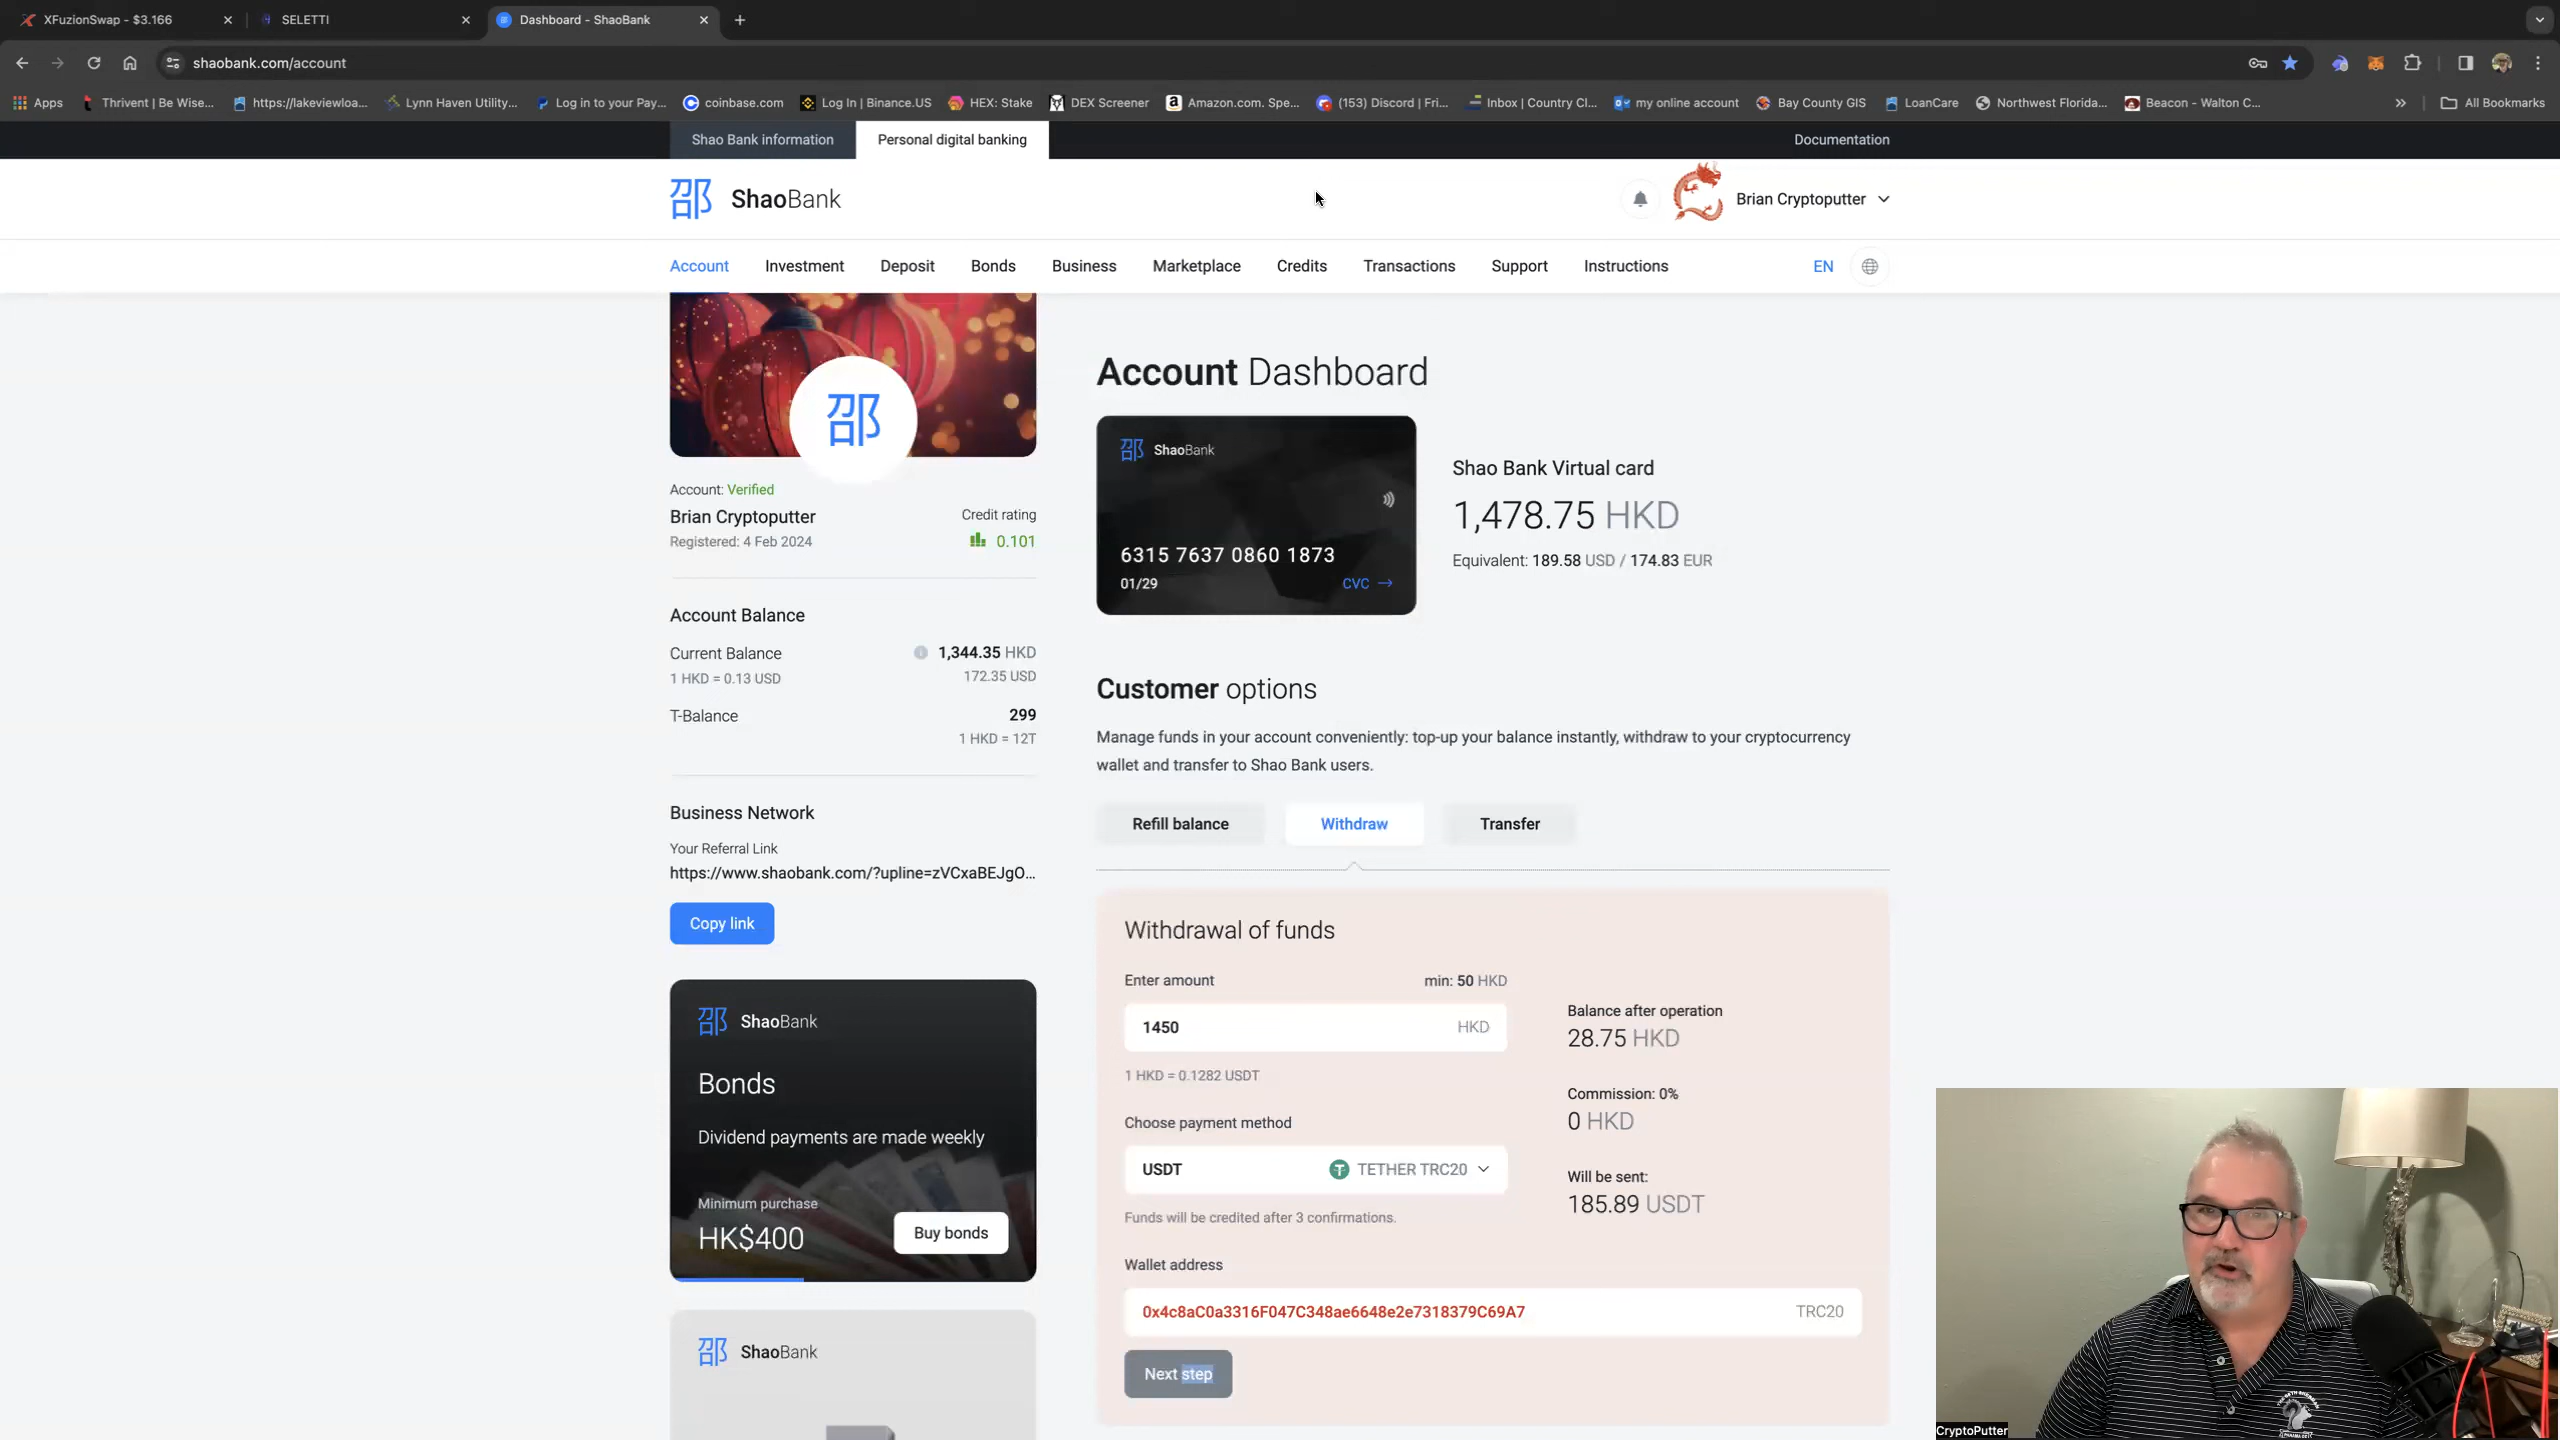 XFuzionSwap - $3.166
SELETTI
Dashboard - ShaoBank
shaobank.com/account
Apps
Thrivent | Be Wise...
https://lakeviewloa...
Lynn Haven Utility...
Log in to your Pay...
coinbase.com
Log In | Binance.US
HEX: Stake
DEX Screener
Amazon.com. Spe...
(153) Discord | Fri...
Inbox | Country Cl...
my online account
Bay County GIS
LoanCare
Northwest Florida...
Beacon - Walton C...
All Bookmarks
Shao Bank information
Personal digital banking
Documentation
邵 ShaoBank
Brian Cryptoputter
Account
Investment
Deposit
Bonds
Business
Marketplace
Credits
Transactions
Support
Instructions
EN
邵
Account: Verified
Brian Cryptoputter
Registered: 4 Feb 2024
Credit rating
0.101
Account Balance
Current Balance
1,344.35 HKD
1 HKD = 0.13 USD
172.35 USD
T-Balance
299
1 HKD = 12T
Business Network
Your Referral Link
https://www.shaobank.com/?upline=zVCxaBEJgO...
Copy link
邵 ShaoBank
Bonds
Dividend payments are made weekly
Minimum purchase
HK$400
Buy bonds
邵 ShaoBank
Account Dashboard
邵 ShaoBank
6315 7637 0860 1873
01/29
CVC
Shao Bank Virtual card
1,478.75 HKD
Equivalent: 189.58 USD / 174.83 EUR
Customer options
Manage funds in your account conveniently: top-up your balance instantly, withdraw to your cryptocurrency
wallet and transfer to Shao Bank users.
Refill balance
Withdraw
Transfer
Withdrawal of funds
Enter amount
min: 50 HKD
1450
HKD
1 HKD = 0.1282 USDT
Choose payment method
USDT
TETHER TRC20
Funds will be credited after 3 confirmations.
Balance after operation
28.75 HKD
Commission: 0%
0 HKD
Will be sent:
185.89 USDT
Wallet address
0x4c8aC0a3316F047C348ae6648e2e7318379C69A7
TRC20
Next step
CryptoPutter